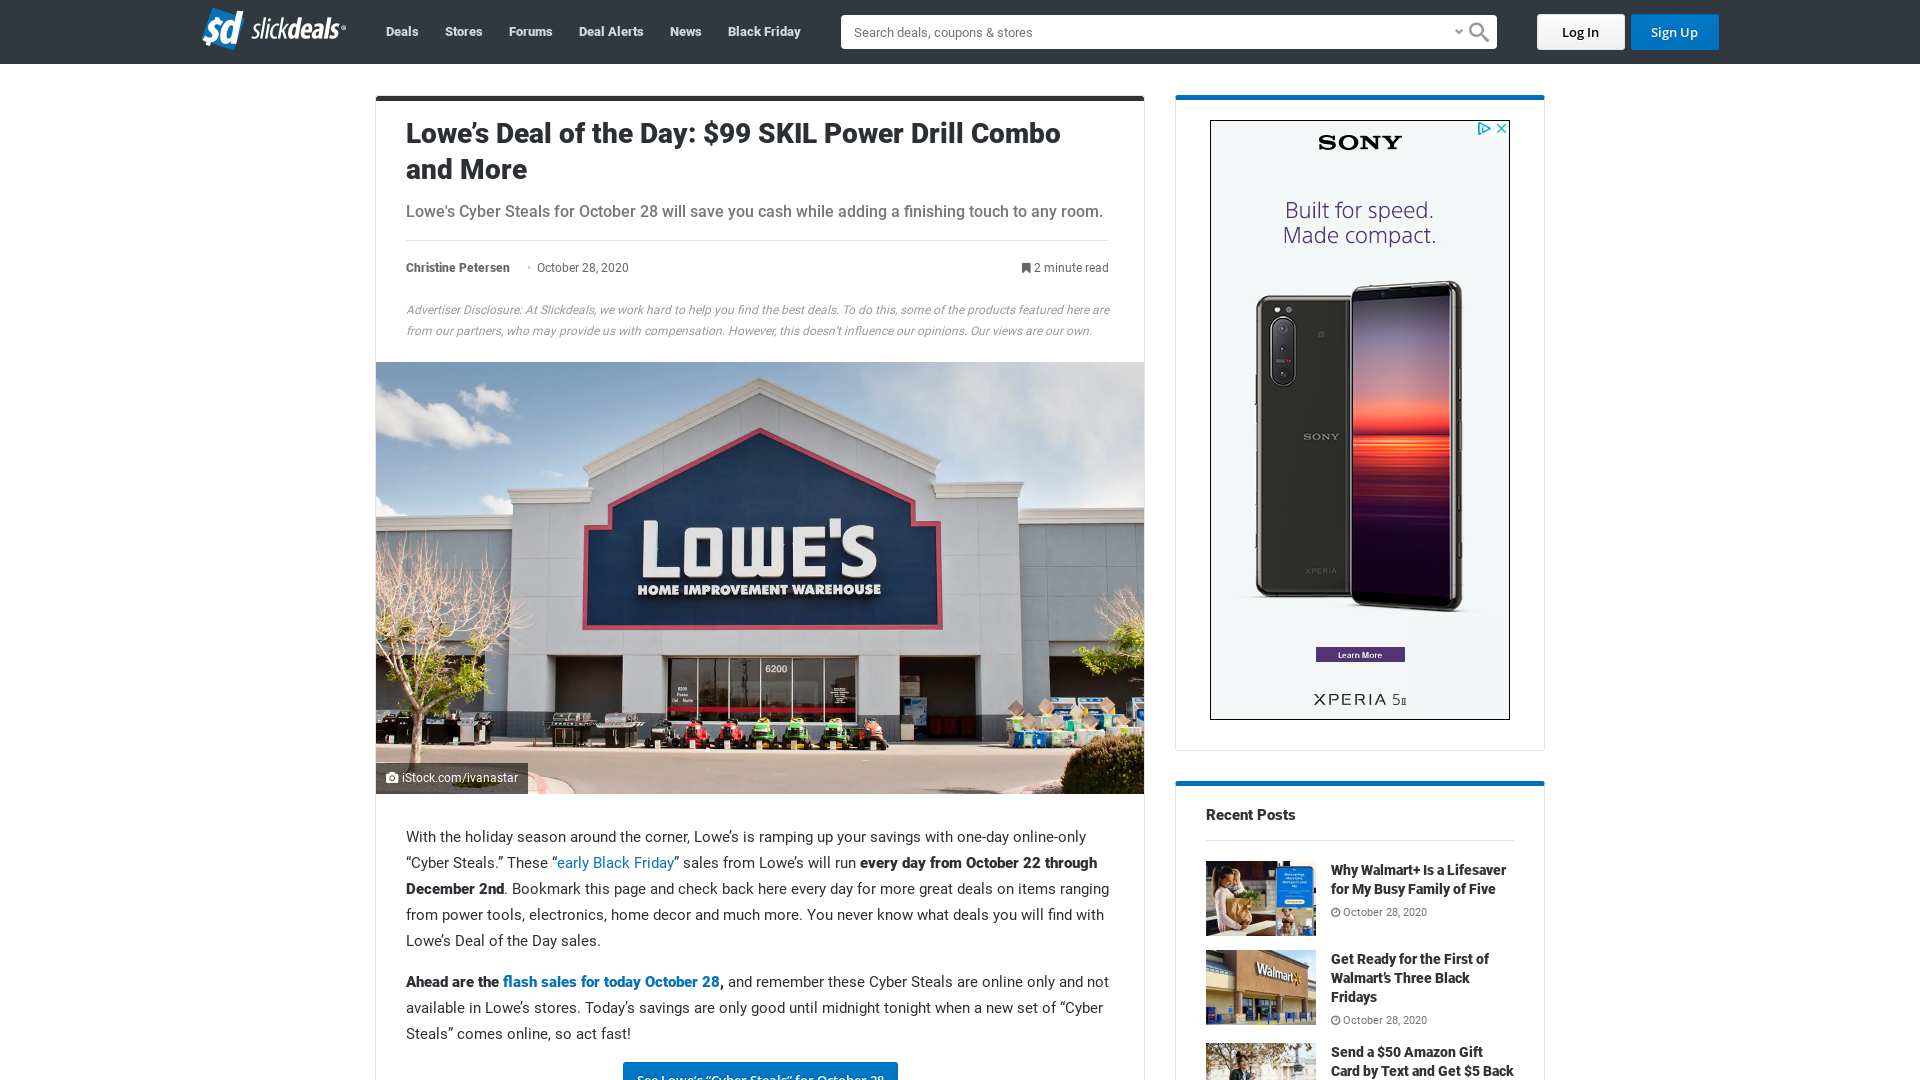 $d slickdeals
Deals
Stores
Forums
Deal Alerts
News
Black Friday
Search deals, coupons & stores
Log In
Sign Up
Lowe’s Deal of the Day: $99 SKIL Power Drill Combo
and More
Lowe's Cyber Steals for October 28 will save you cash while adding a finishing touch to any room.
Christine Petersen
• October 28, 2020
2 minute read
Advertiser Disclosure: At Slickdeals, we work hard to help you find the best deals. To do this, some of the products featured here are
from our partners, who may provide us with compensation. However, this doesn’t influence our opinions. Our views are our own.
LOWE'S
HOME IMPROVEMENT WAREHOUSE
6200
iStock.com/ivanastar
With the holiday season around the corner, Lowe’s is ramping up your savings with one-day online-only
“Cyber Steals.” These “early Black Friday” sales from Lowe’s will run every day from October 22 through
December 2nd. Bookmark this page and check back here every day for more great deals on items ranging
from power tools, electronics, home decor and much more. You never know what deals you will find with
Lowe’s Deal of the Day sales.
Ahead are the flash sales for today October 28, and remember these Cyber Steals are online only and not
available in Lowe’s stores. Today’s savings are only good until midnight tonight when a new set of “Cyber
Steals” comes online, so act fast!
See Lowe’s “Cyber Steals” for October 28
SONY
Built for speed.
Made compact.
SONY
XPERIA
Learn More
XPERIA 5II
Recent Posts
Why Walmart+ Is a Lifesaver
for My Busy Family of Five
October 28, 2020
Walmart
Get Ready for the First of
Walmart’s Three Black
Fridays
October 28, 2020
Send a $50 Amazon Gift
Card by Text and Get $5 Back